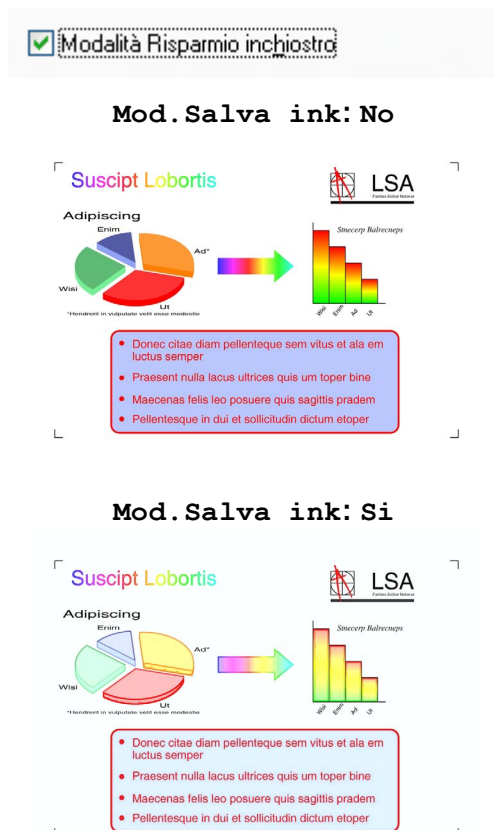 Modalità Risparmio inchiostro
Mod.Salva ink: No
Suscipt Lobortis
LSA
Adipiscing
Enim
Ad*
Wisi
Ut
*Hendrerit in vulputate velit esse modestie
Smecerp Balrecneps
Wisi
Enim
Ad
Ut
Donec citae diam pellenteque sem vitus et ala em
luctus semper
Praesent nulla lacus ultrices quis um toper bine
Maecenas felis leo posuere quis sagittis pradem
Pellentesque in dui et sollicitudin dictum etoper
Mod.Salva ink: Si
Suscipt Lobortis
LSA
Adipiscing
Enim
Ad*
Wisi
Ut
*Hendrerit in vulputate velit esse modestie
Smecerp Balrecneps
Wisi
Enim
Ad
Ut
Donec citae diam pellenteque sem vitus et ala em
luctus semper
Praesent nulla lacus ultrices quis um toper bine
Maecenas felis leo posuere quis sagittis pradem
Pellentesque in dui et sollicitudin dictum etoper